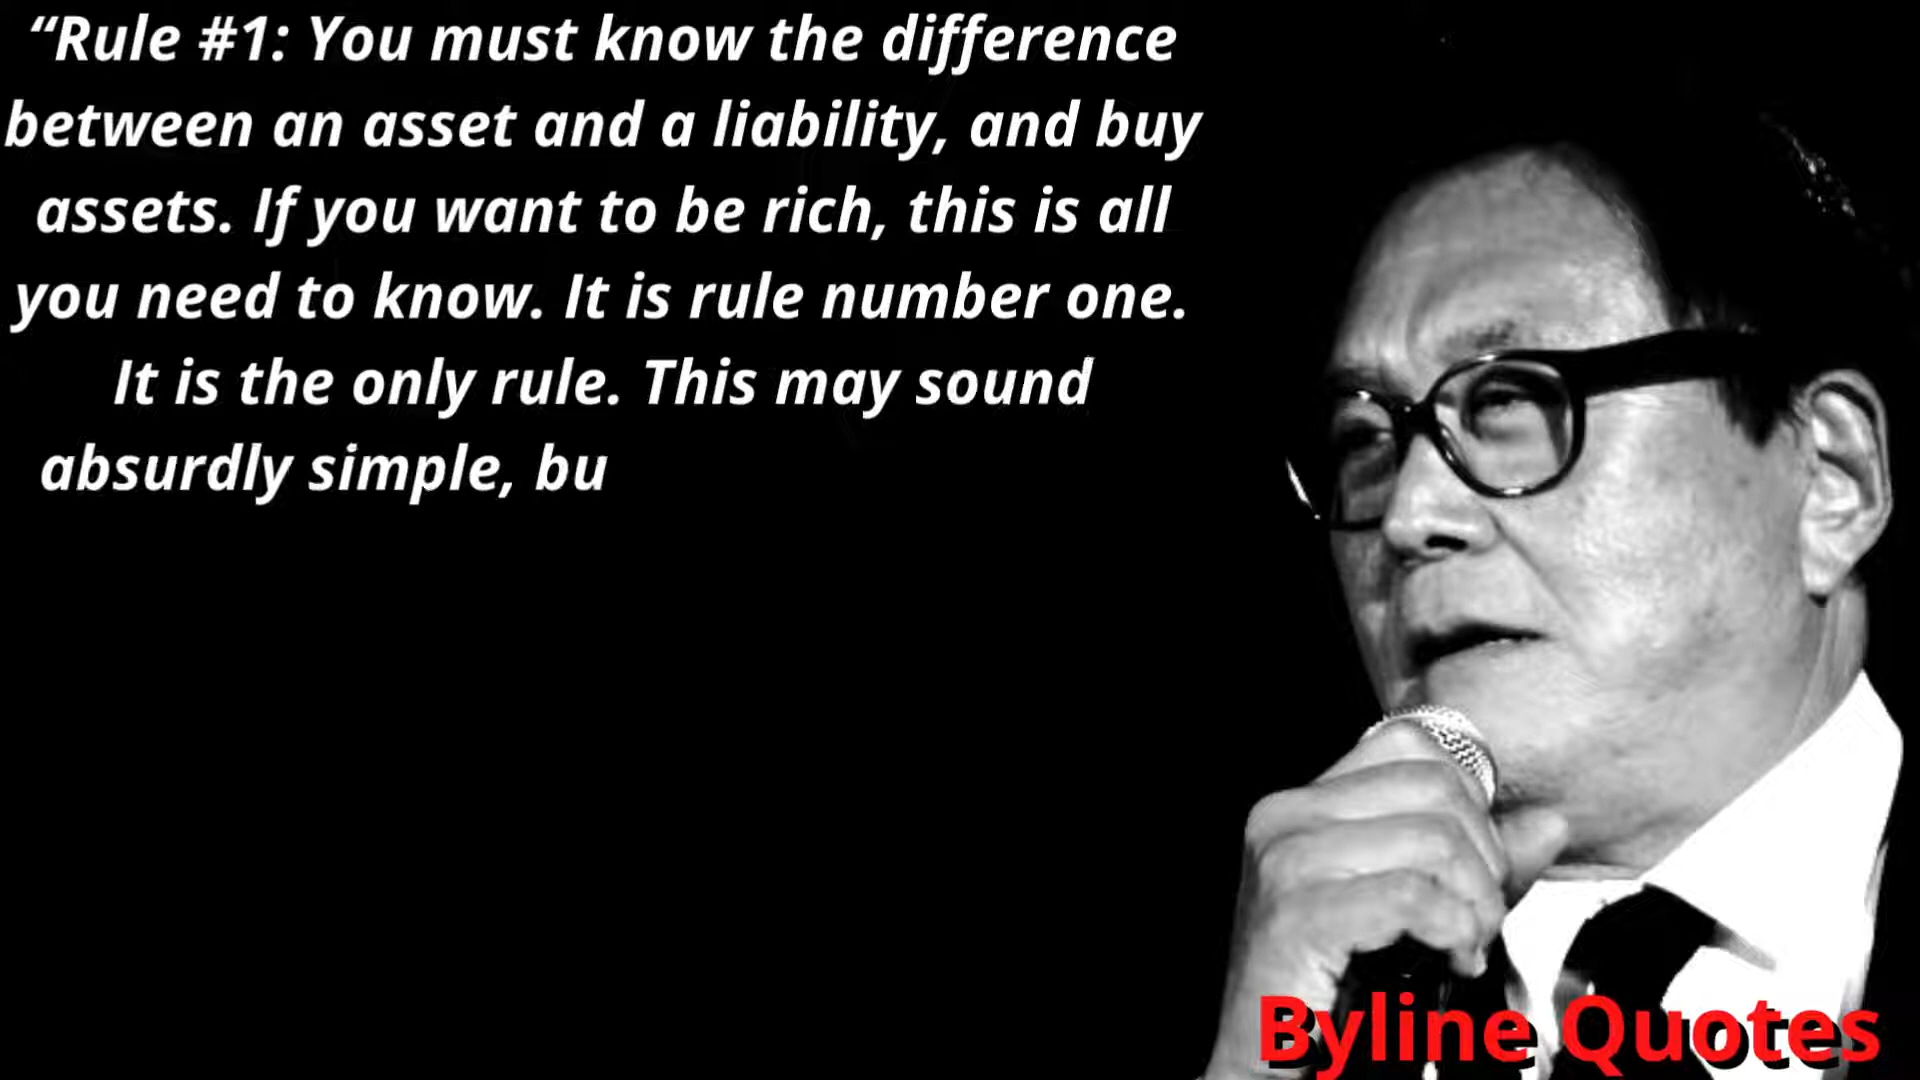 “Rule #1: You must know the difference
between an asset and a liability, and buy
assets. If you want to be rich, this is all
you need to know. It is rule number one.
It is the only rule. This may sound
absurdly simple, bu
Byline Quotes